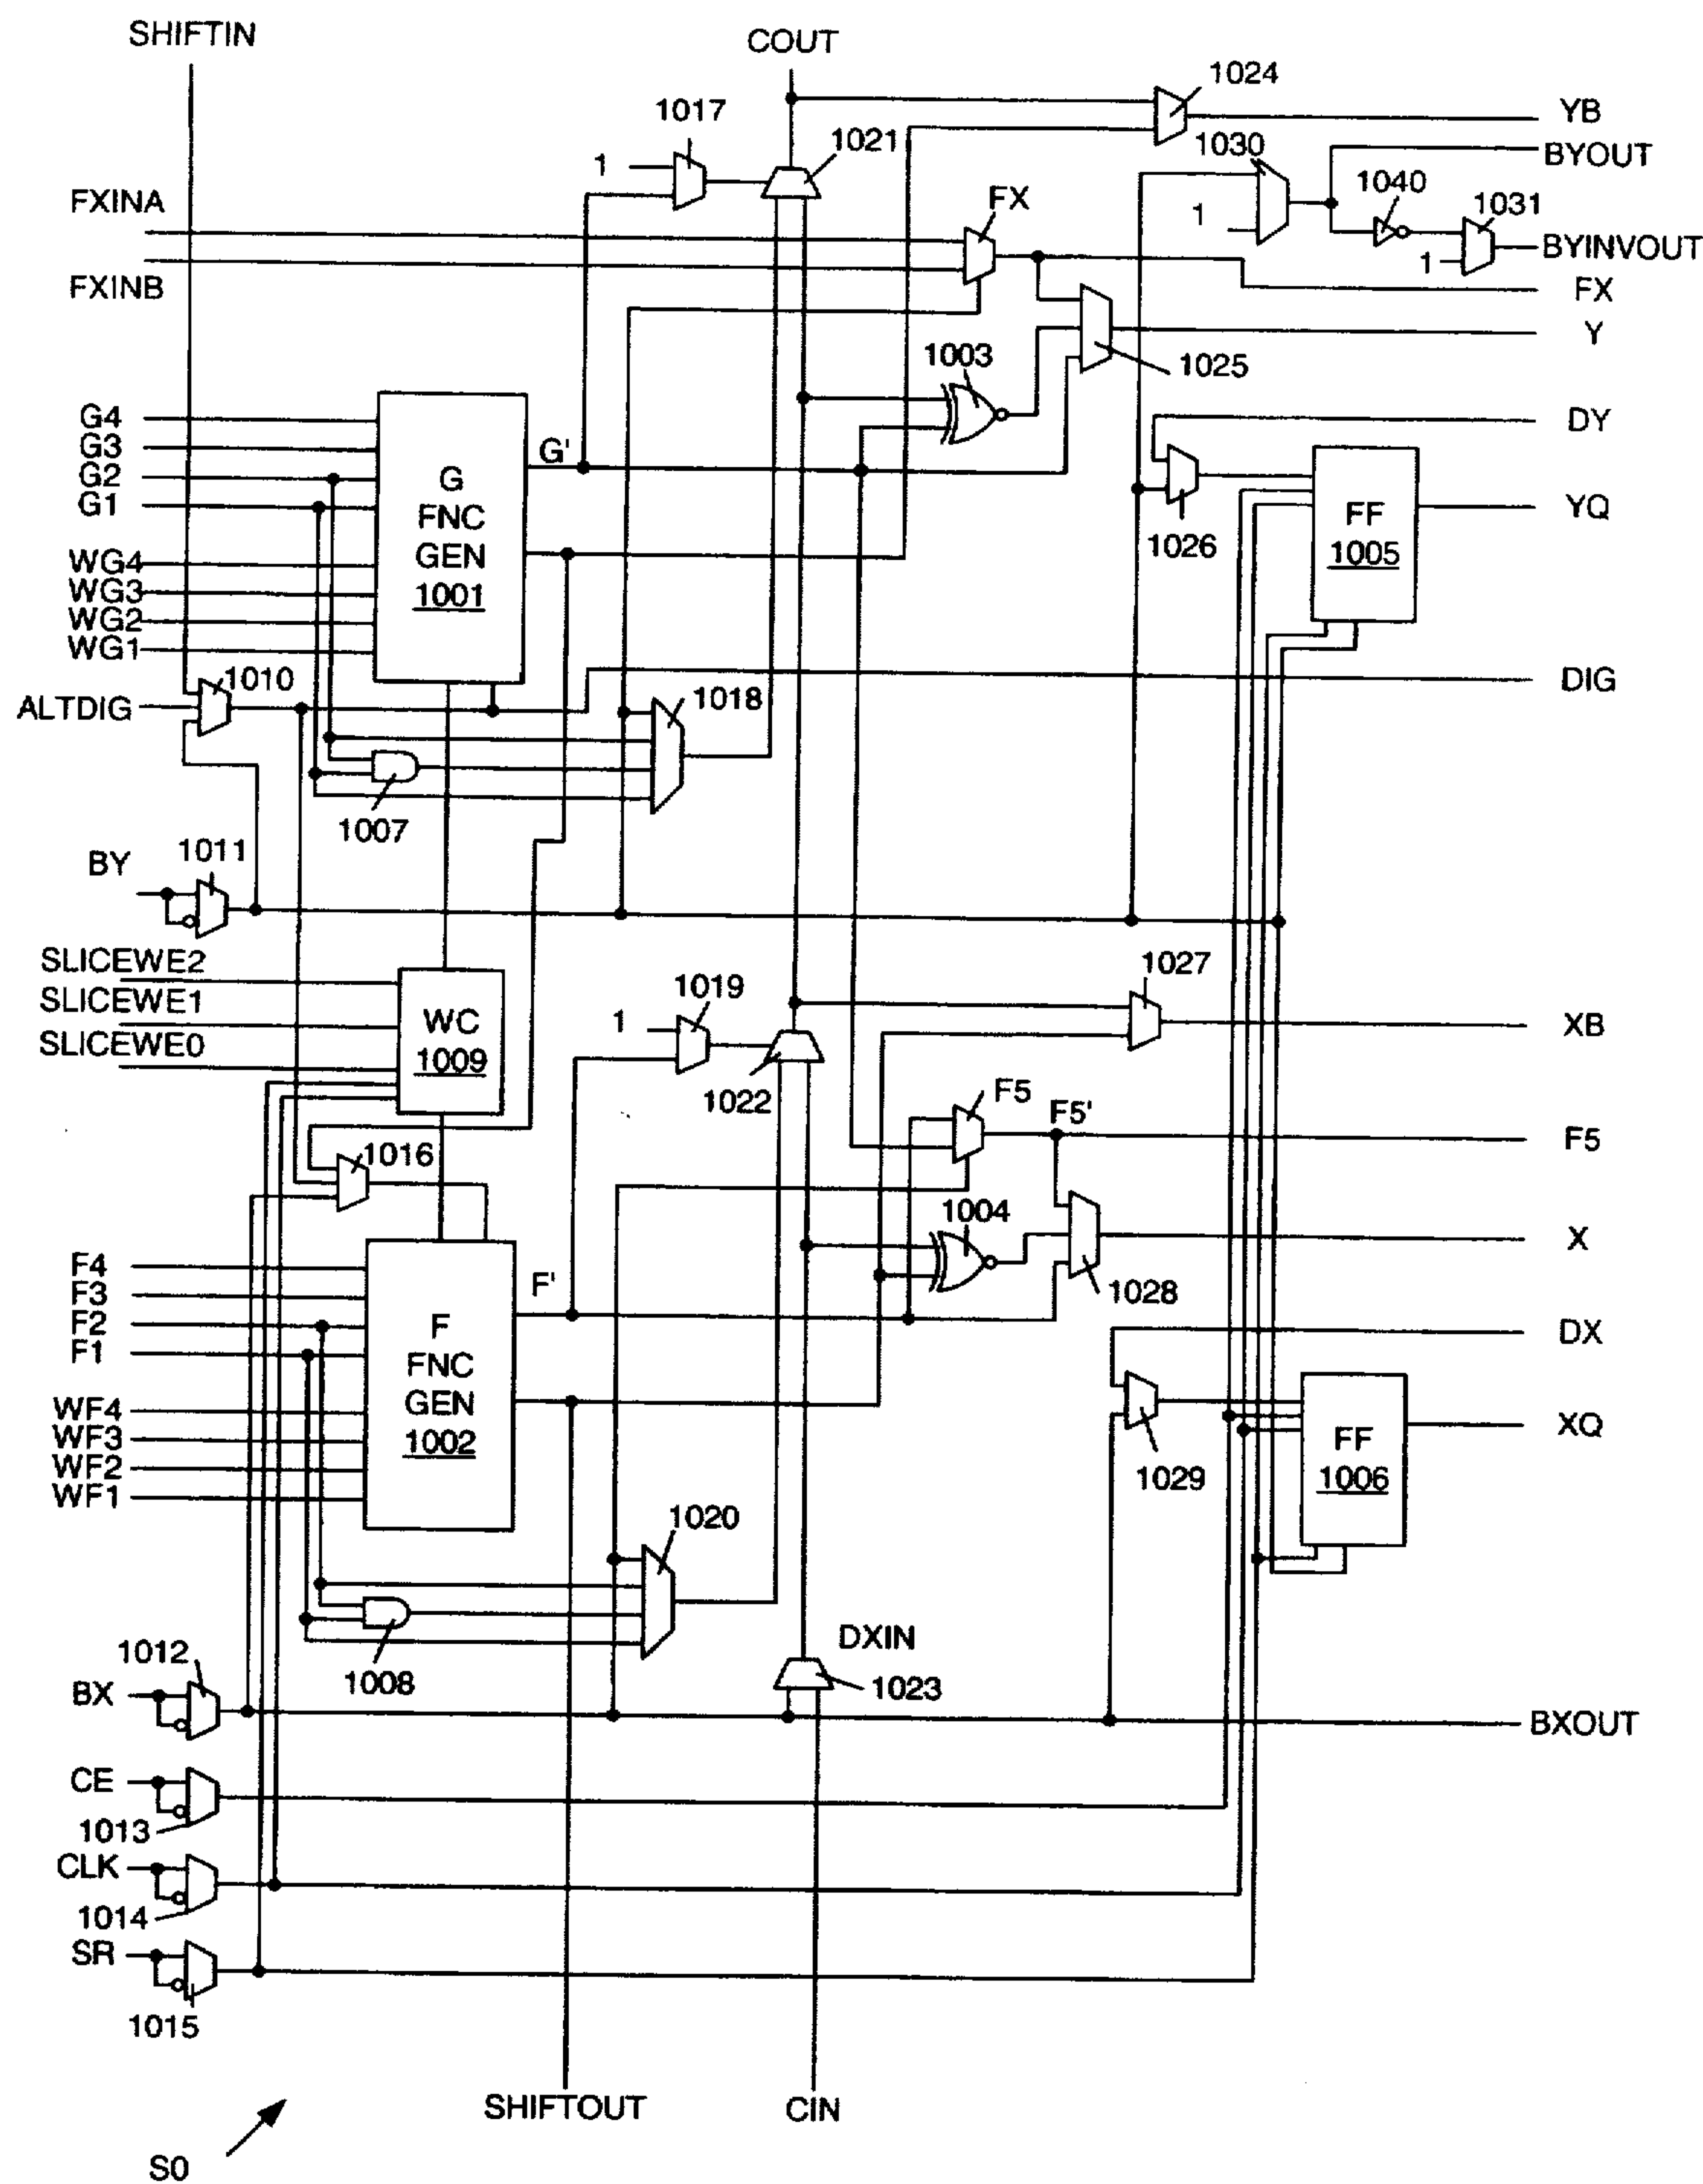 SHIFTIN
COUT
1024
YB
1017
1021
1030
BYOUT
1
1040
1031
FXINA
FX
1
BYINVOUT
1
FXINB
FX
Y
1003
1025
G4
G3
G2
G1
G'
DY
G
FNC
GEN
1001
FF
1005
YQ
1026
WG4
WG3
WG2
WG1
1010
1018
DIG
ALTDIG
1007
BY
1011
SLICEWE2
SLICEWE1
SLICEWE0
WC
1009
1019
1
1027
XB
1022
F5
F5'
F5
1016
1004
X
F4
F3
F2
F1
F'
1028
F
FNC
GEN
1002
DX
WF4
WF3
WF2
WF1
FF
1006
XQ
1029
1020
1012
1008
DXIN
1023
BX
BXOUT
CE
1013
CLK
1014
SR
1015
SHIFTOUT
CIN
S0